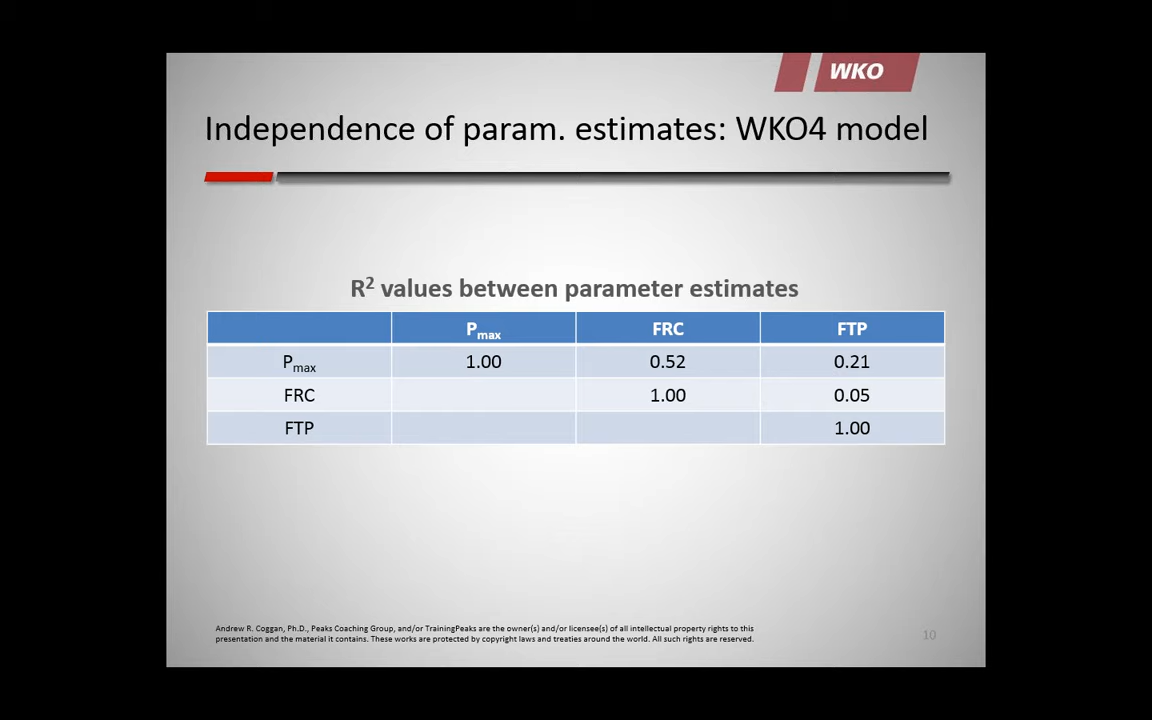 WKO
Independence of param. estimates: WKO4 model
R² values between parameter estimates
Pmax FRC FTP
Pmax 1.00 0.52 0.21
FRC 1.00 0.05
FTP 1.00
Andrew R. Coggan, Ph.D., Peaks Coaching Group, and/or TrainingPeaks are the owner(s) and/or licensee(s) of all intellectual property rights to this
presentation and the material it contains. These works are protected by copyright laws and treaties around the world. All such rights are reserved.
10